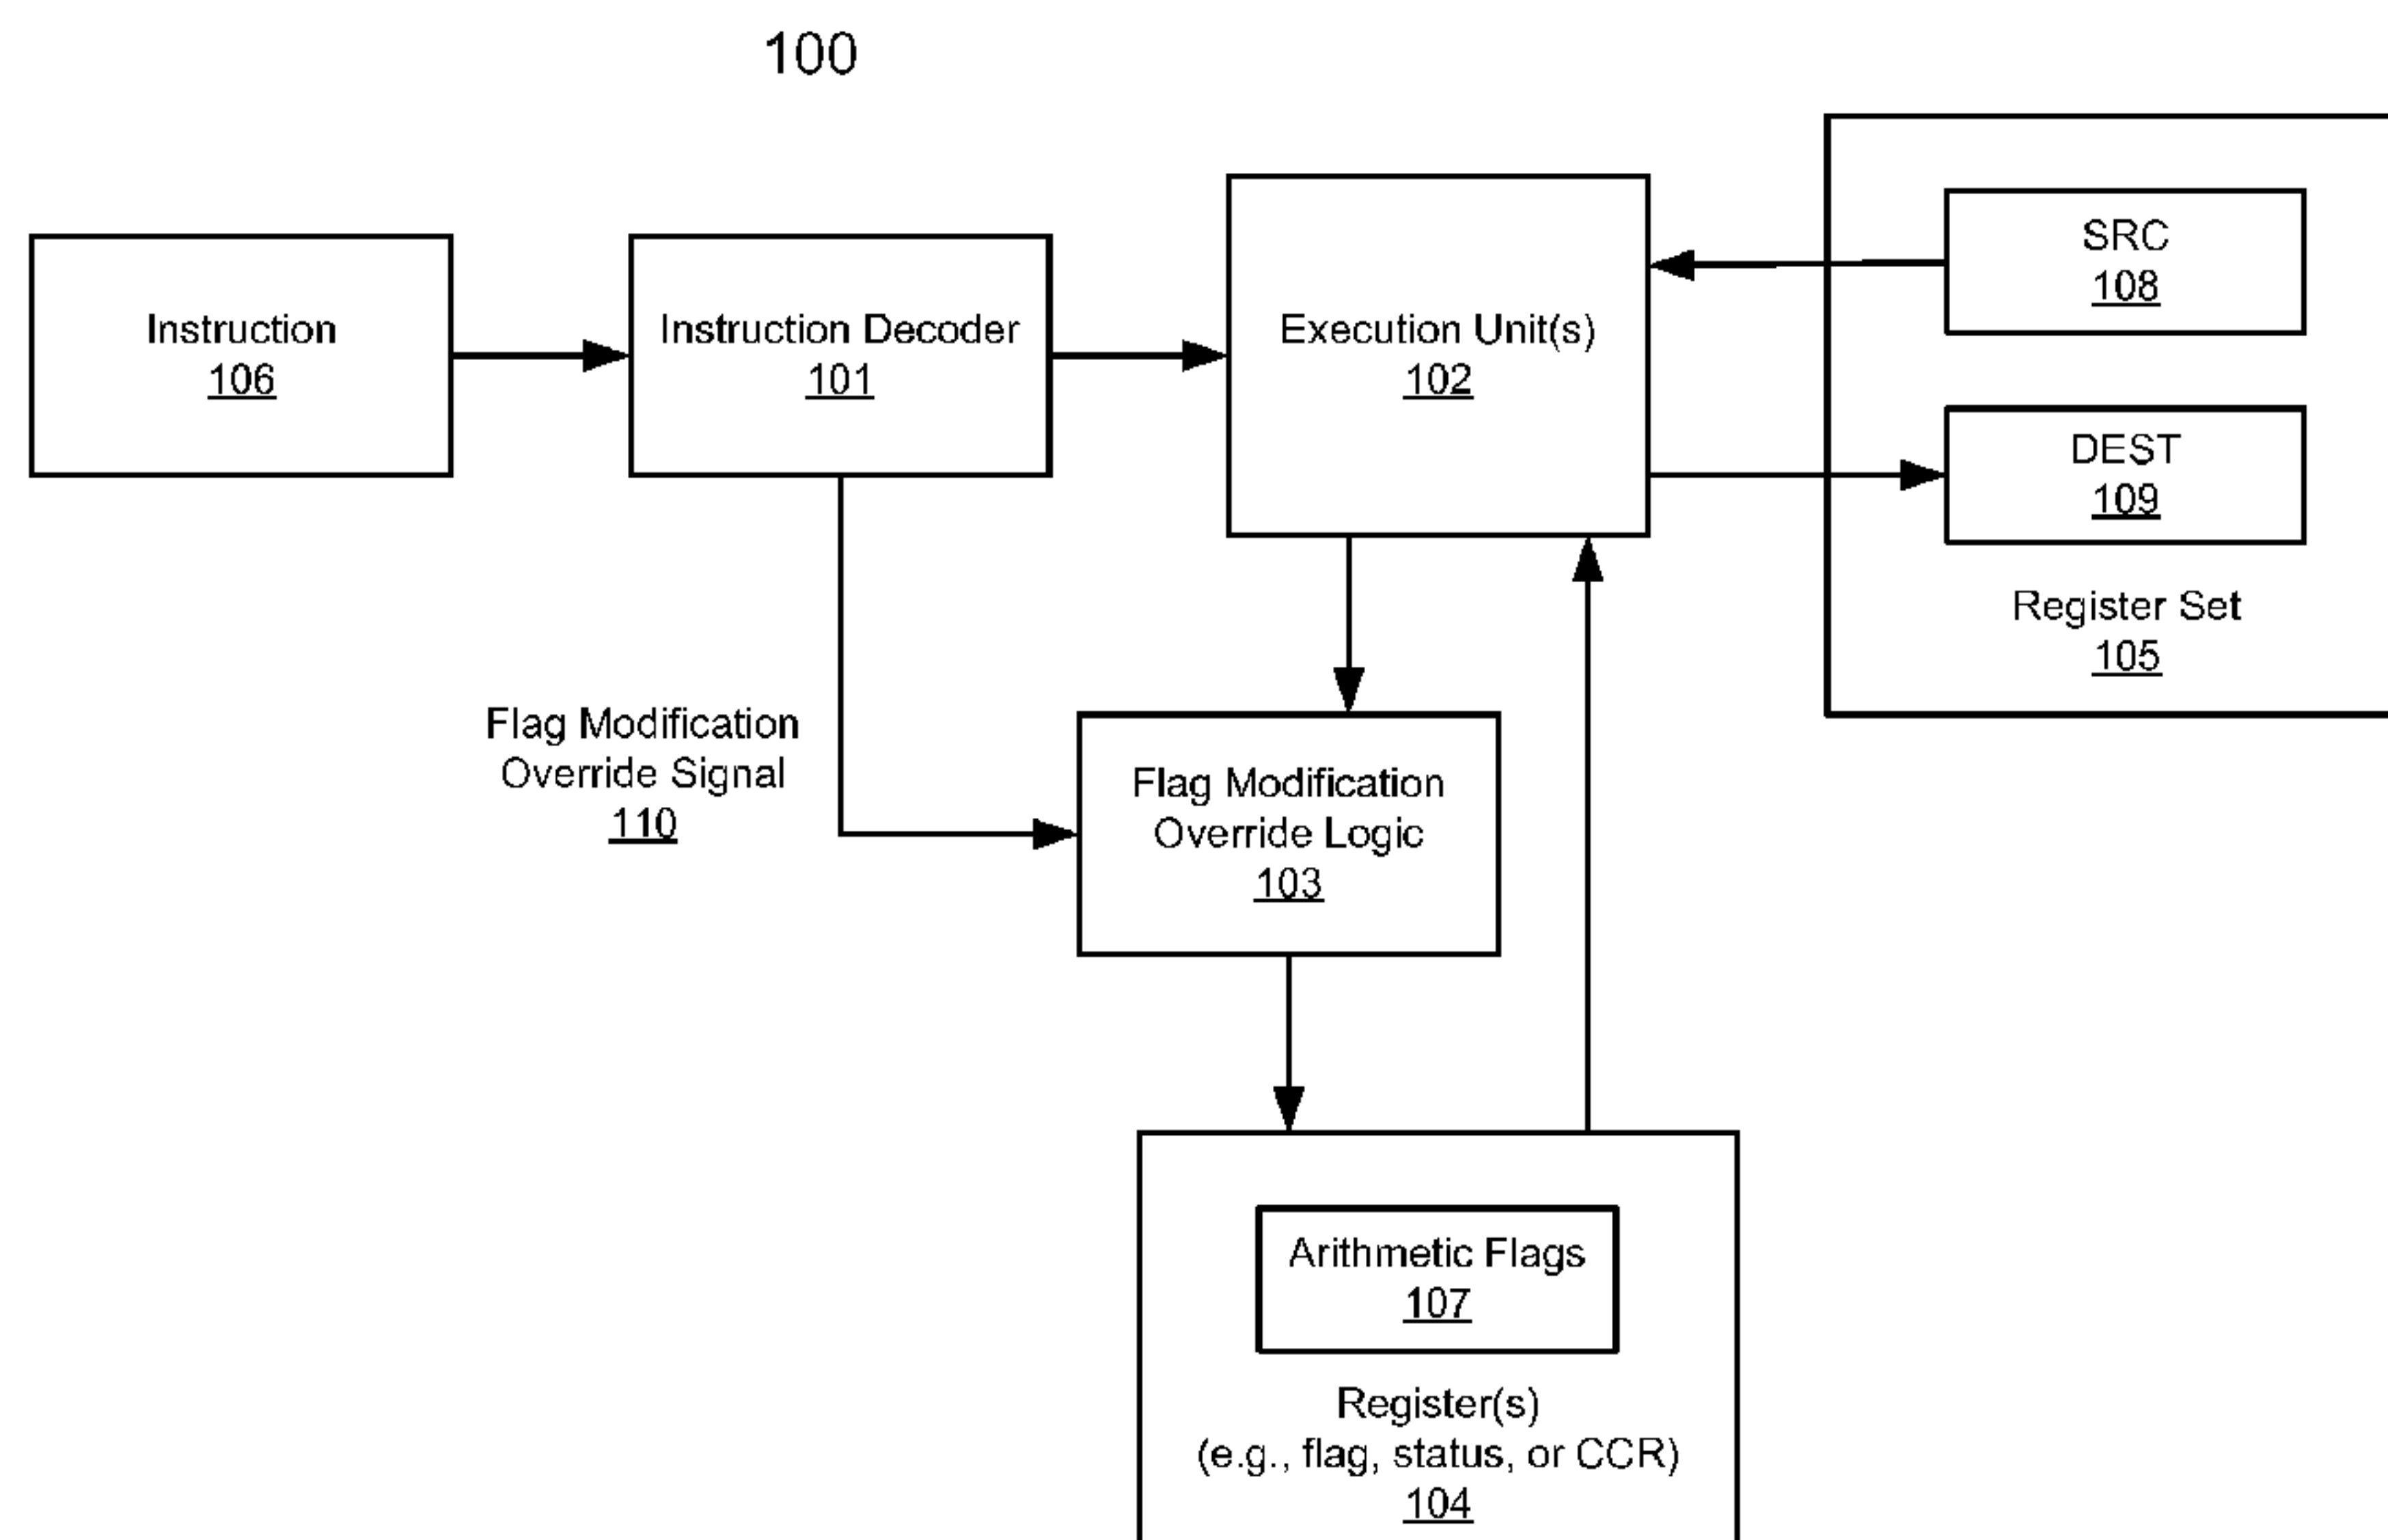 100
Instruction
106
Instruction Decoder
101
Execution Unit(s)
102
SRC
108
DEST
109
Register Set
105
Flag Modification
Override Signal
110
Flag Modification
Override Logic
103
Arithmetic Flags
107
Register(s)
(e.g., flag, status, or CCR)
104